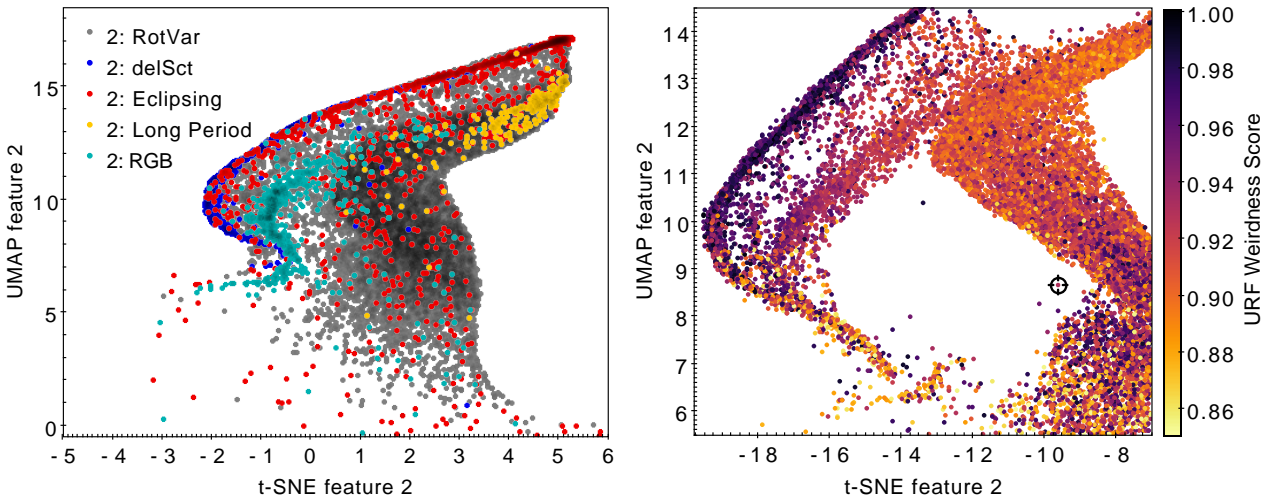 2: RotVar
2: delSct
2: Eclipsing
2: Long Period
2: RGB
15
10
5
0
UMAP feature 2
-5 -4 -3 -2 -1 0 1 2 3 4 5 6
t-SNE feature 2
14
13
12
11
10
9
8
7
6
UMAP feature 2
-18 -16 -14 -12 -10 -8
t-SNE feature 2
1.00
0.98
0.96
0.94
0.92
0.90
0.88
0.86
URF Weirdness Score